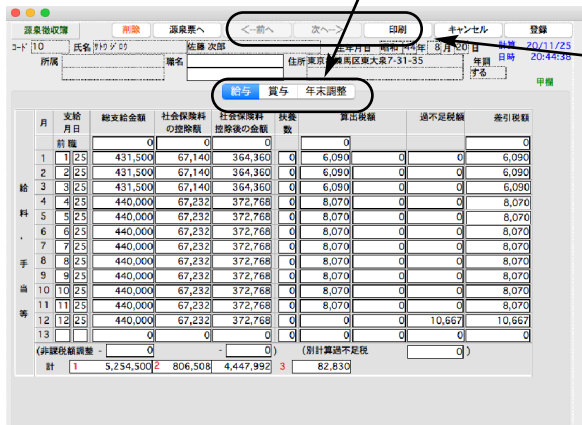 源泉徴収簿 削除 源泉票へ <-前へ 次へ-> 印刷 キャンセル 登録
コード 10 氏名 ｻﾄｳ ｼﾞﾛｳ 佐藤 次郎 生年月日 昭和 44 年 8 月 20 日 計算 20/11/25
所属 職名 住所 東京都練馬区東大泉7-31-35 年調 日時 20:44:38
する
甲欄
給与 賞与 年末調整
月 支給月日 総支給金額 社会保険料の控除額 社会保険料控除後の金額 扶養数 算出税額 過不足税額 差引税額
前職 0 0 0 0 0
1 1 25 431,500 67,140 364,360 0 6,090 0 0 6,090
2 2 25 431,500 67,140 364,360 0 6,090 0 0 6,090
3 3 25 431,500 67,140 364,360 0 6,090 0 0 6,090
4 4 25 440,000 67,232 372,768 0 8,070 0 0 8,070
5 5 25 440,000 67,232 372,768 0 8,070 0 0 8,070
6 6 25 440,000 67,232 372,768 0 8,070 0 0 8,070
7 7 25 440,000 67,232 372,768 0 8,070 0 0 8,070
8 8 25 440,000 67,232 372,768 0 8,070 0 0 8,070
9 9 25 440,000 67,232 372,768 0 8,070 0 0 8,070
10 10 25 440,000 67,232 372,768 0 8,070 0 0 8,070
11 11 25 440,000 67,232 372,768 0 8,070 0 0 8,070
12 12 25 440,000 67,232 372,768 0 0 0 10,667 10,667
13 0 0 0 0 0 0 0 0
給料・手当等
(非課税額調整 - 0 - 0 ) (別計算過不足税 0 )
計 1 5,254,500 2 806,508 4,447,992 3 82,830